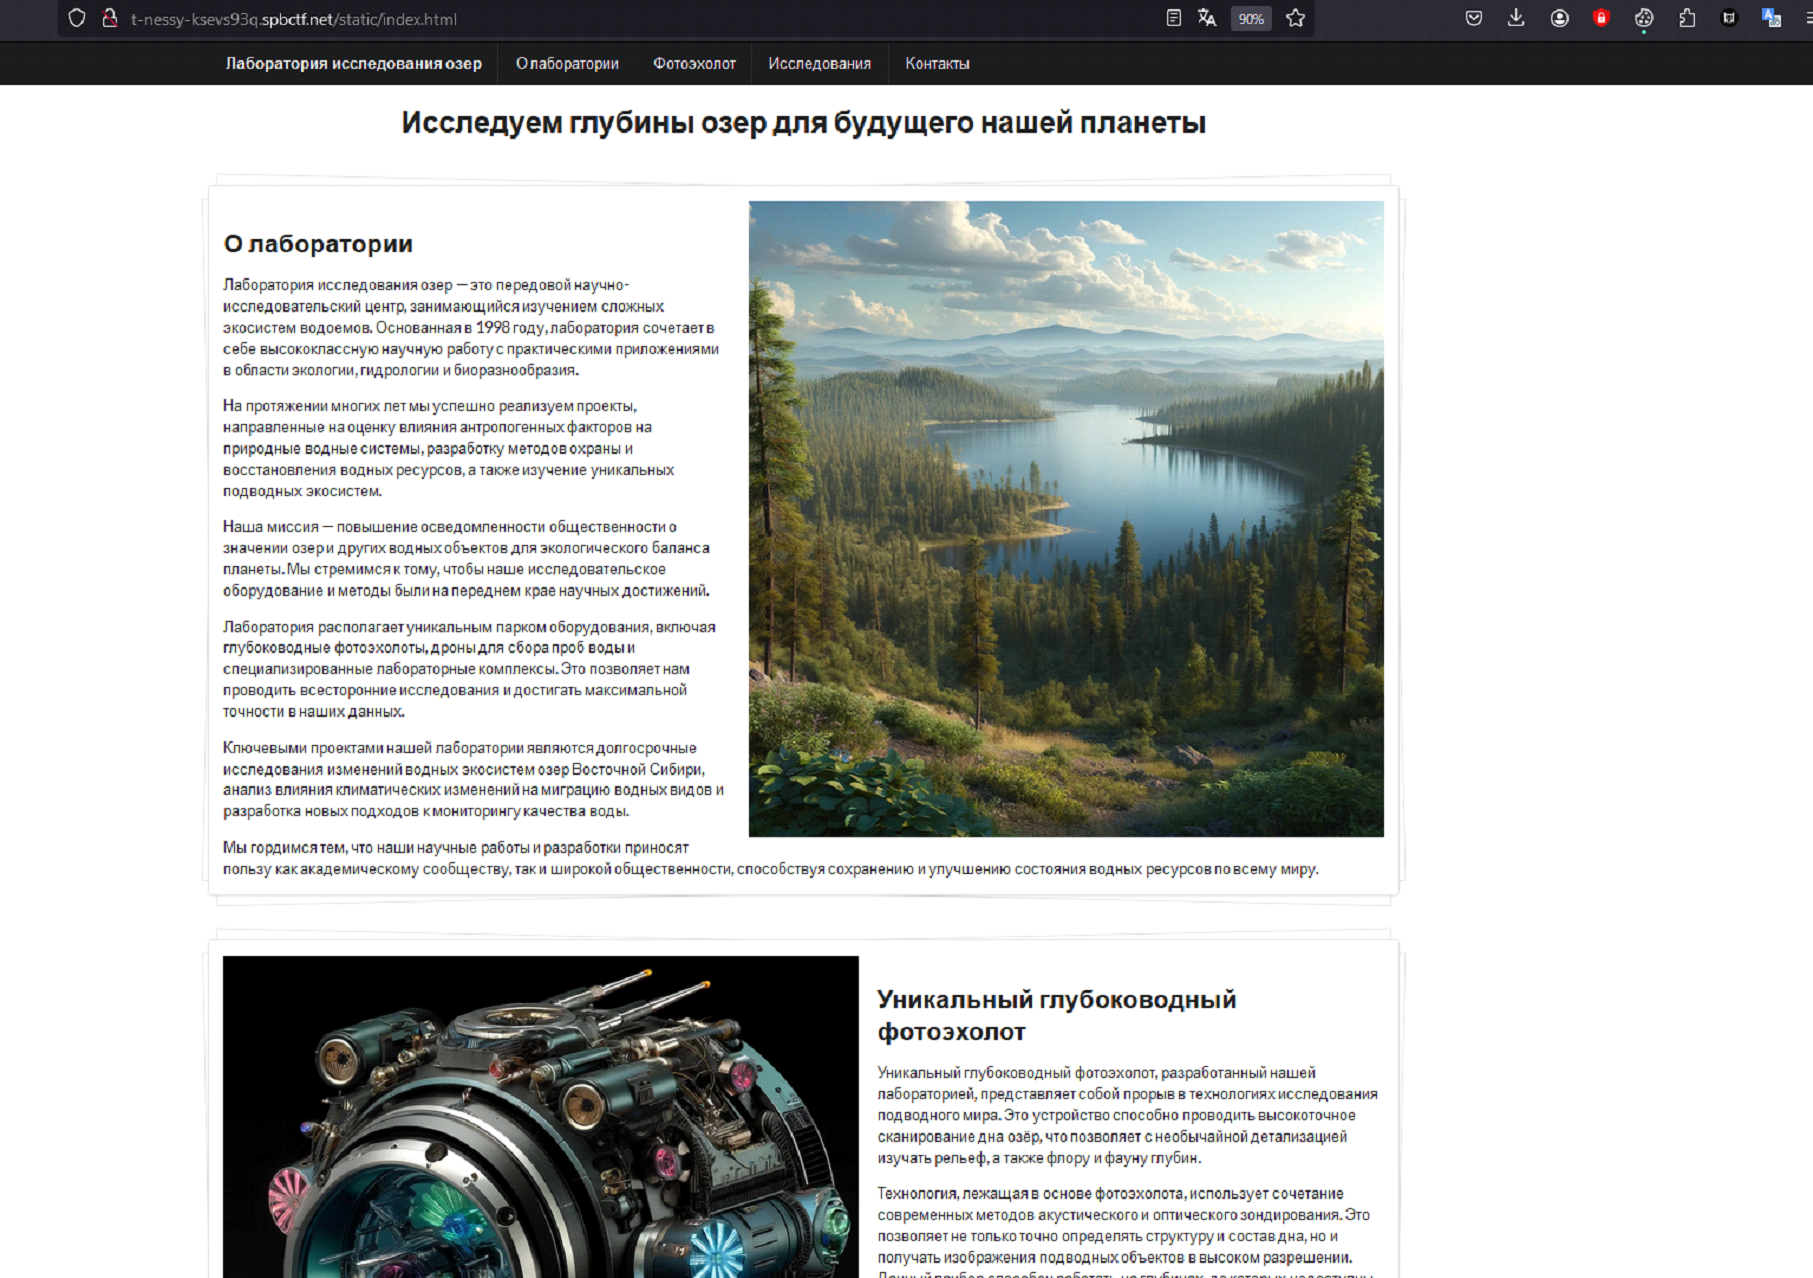 t-nessy-ksevs93q.spbctf.net/static/index.html
90%
Лаборатория исследования озер
О лаборатории
Фотоэхолот
Исследования
Контакты
Исследуем глубины озер для будущего нашей планеты
О лаборатории
Лаборатория исследования озер — это передовой научно-
исследовательский центр, занимающийся изучением сложных
экосистем водоемов. Основанная в 1998 году, лаборатория сочетает в
себе высококлассную научную работу с практическими приложениями
в области экологии, гидрологии и биоразнообразия.
На протяжении многих лет мы успешно реализуем проекты,
направленные на оценку влияния антропогенных факторов на
природные водные системы, разработку методов охраны и
восстановления водных ресурсов, а также изучение уникальных
подводных экосистем.
Наша миссия — повышение осведомленности общественности о
значении озер и других водных объектов для экологического баланса
планеты. Мы стремимся к тому, чтобы наше исследовательское
оборудование и методы были на переднем крае научных достижений.
Лаборатория располагает уникальным парком оборудования, включая
глубоководные фотоэхолоты, дроны для сбора проб воды и
специализированные лабораторные комплексы. Это позволяет нам
проводить всесторонние исследования и достигать максимальной
точности в наших данных.
Ключевыми проектами нашей лаборатории являются долгосрочные
исследования изменений водных экосистем озер Восточной Сибири,
анализ влияния климатических изменений на миграцию водных видов и
разработка новых подходов к мониторингу качества воды.
Мы гордимся тем, что наши научные работы и разработки приносят
пользу как академическому сообществу, так и широкой общественности, способствуя сохранению и улучшению состояния водных ресурсов по всему миру.
Уникальный глубоководный
фотоэхолот
Уникальный глубоководный фотоэхолот, разработанный нашей
лабораторией, представляет собой прорыв в технологиях исследования
подводного мира. Это устройство способно проводить высокоточное
сканирование дна озёр, что позволяет с необычайной детализацией
изучать рельеф, а также флору и фауну глубин.
Технология, лежащая в основе фотоэхолота, использует сочетание
современных методов акустического и оптического зондирования. Это
позволяет не только точно определять структуру и состав дна, но и
получать изображения подводных объектов в высоком разрешении.